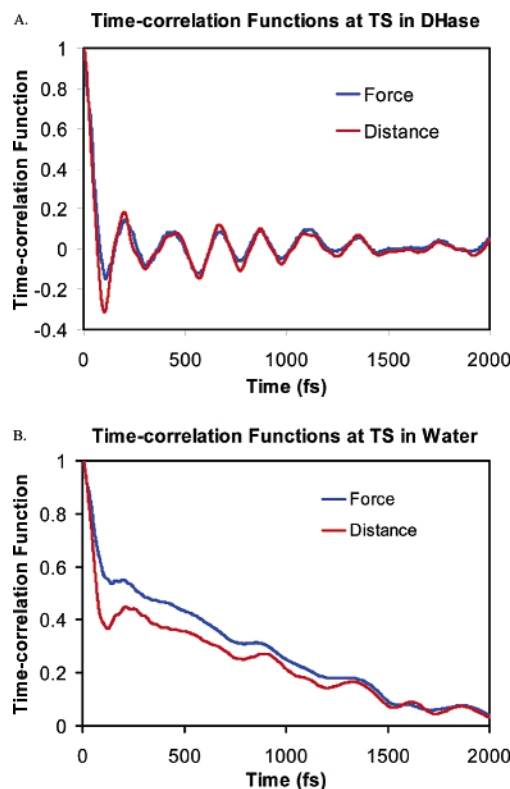 A. Time-correlation Functions at TS in DHase
Time-correlation Function
1
0.8
0.6
0.4
0.2
0
-0.2
-0.4
Force
Distance
0 500 1000 1500 2000
Time (fs)
B. Time-correlation Functions at TS in Water
Time-correlation Function
1
0.8
0.6
0.4
0.2
0
Force
Distance
0 500 1000 1500 2000
Time (fs)